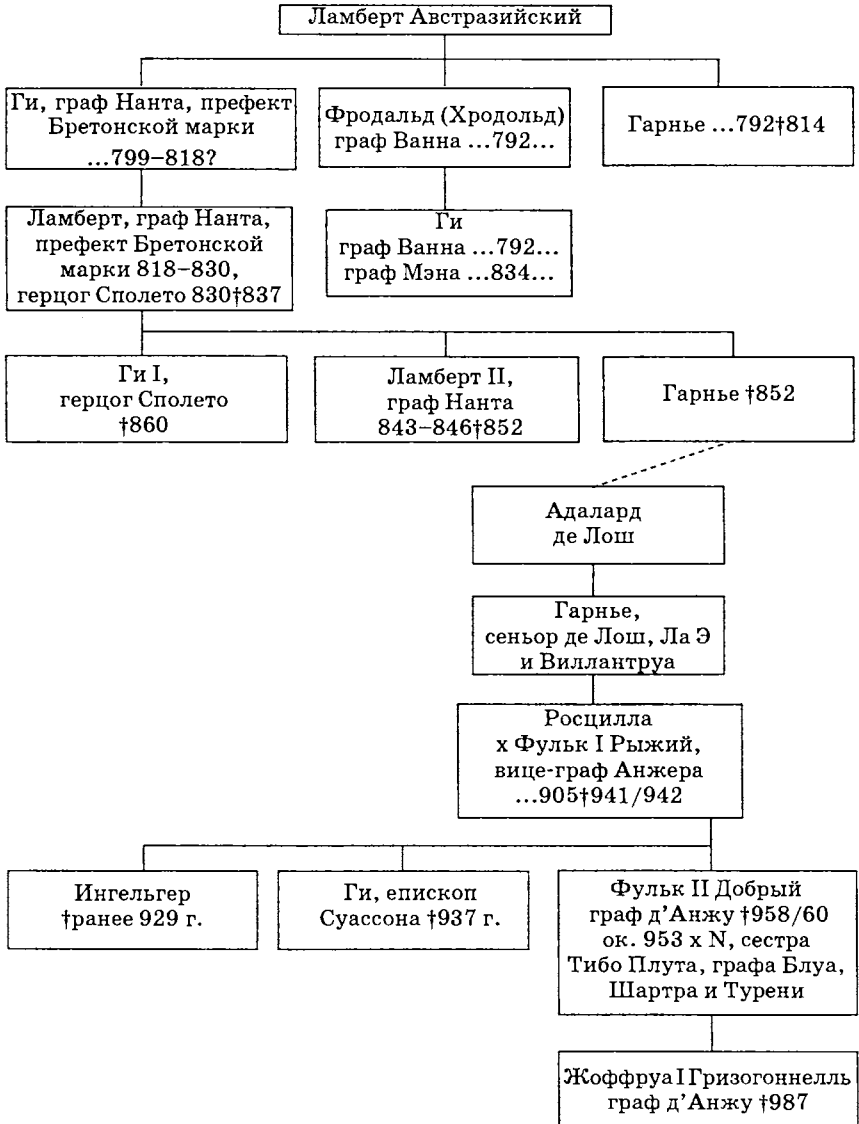 Ламберт Австразийский
Ги, граф Нанта, префект
Бретонской марки
...799–818?
Фродальд (Хродольд)
граф Ванна ...792...
Гарнье ...792†814
Ламберт, граф Нанта,
префект Бретонской
марки 818–830,
герцог Сполето 830†837
Ги
граф Ванна ...792...
граф Мэна ...834...
Ги I,
герцог Сполето
†860
Ламберт II,
граф Нанта
843–846†852
Гарнье †852
Адалард
де Лош
Гарнье,
сеньор де Лош, Ла Э
и Виллантруа
Росцилла
х Фульк I Рыжий,
вице-граф Анжера
...905†941/942
Ингельгер
†ранее 929 г.
Ги, епископ
Суассона †937 г.
Фульк II Добрый
граф д'Анжу †958/60
ок. 953 х N, сестра
Тибо Плута, графа Блуа,
Шартра и Турени
Жоффруа I Гризогоннелль
граф д'Анжу †987